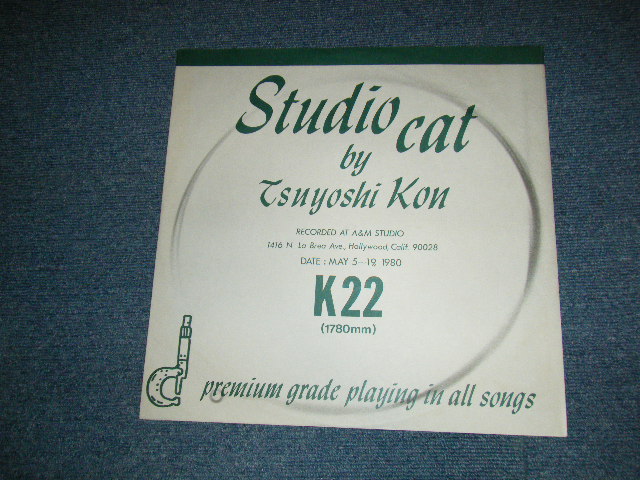 Studio cat
by
Tsuyoshi Kon
RECORDED AT A&M STUDIO
1416 N. La Brea Ave., Hollywood, Calif. 90028
DATE : MAY 5-12 1980
K22
(1780mm)
premium grade playing in all songs